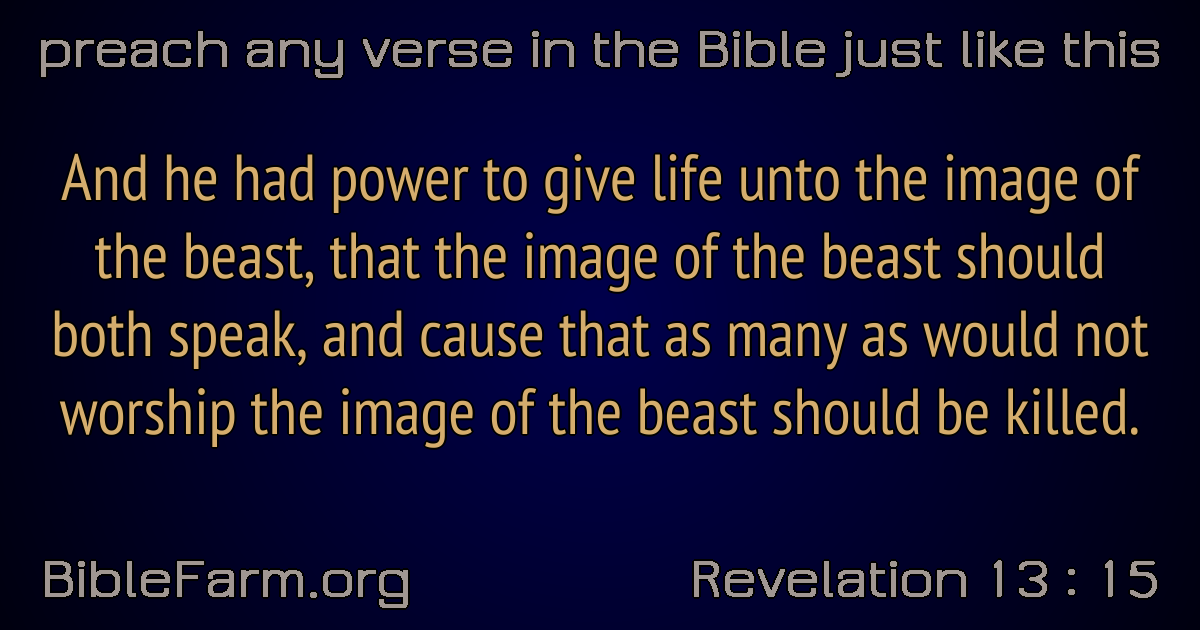 preach any verse in the Bible just like this
And he had power to give life unto the image of
the beast, that the image of the beast should
both speak, and cause that as many as would not
worship the image of the beast should be killed.
BibleFarm.org
Revelation 13 : 15